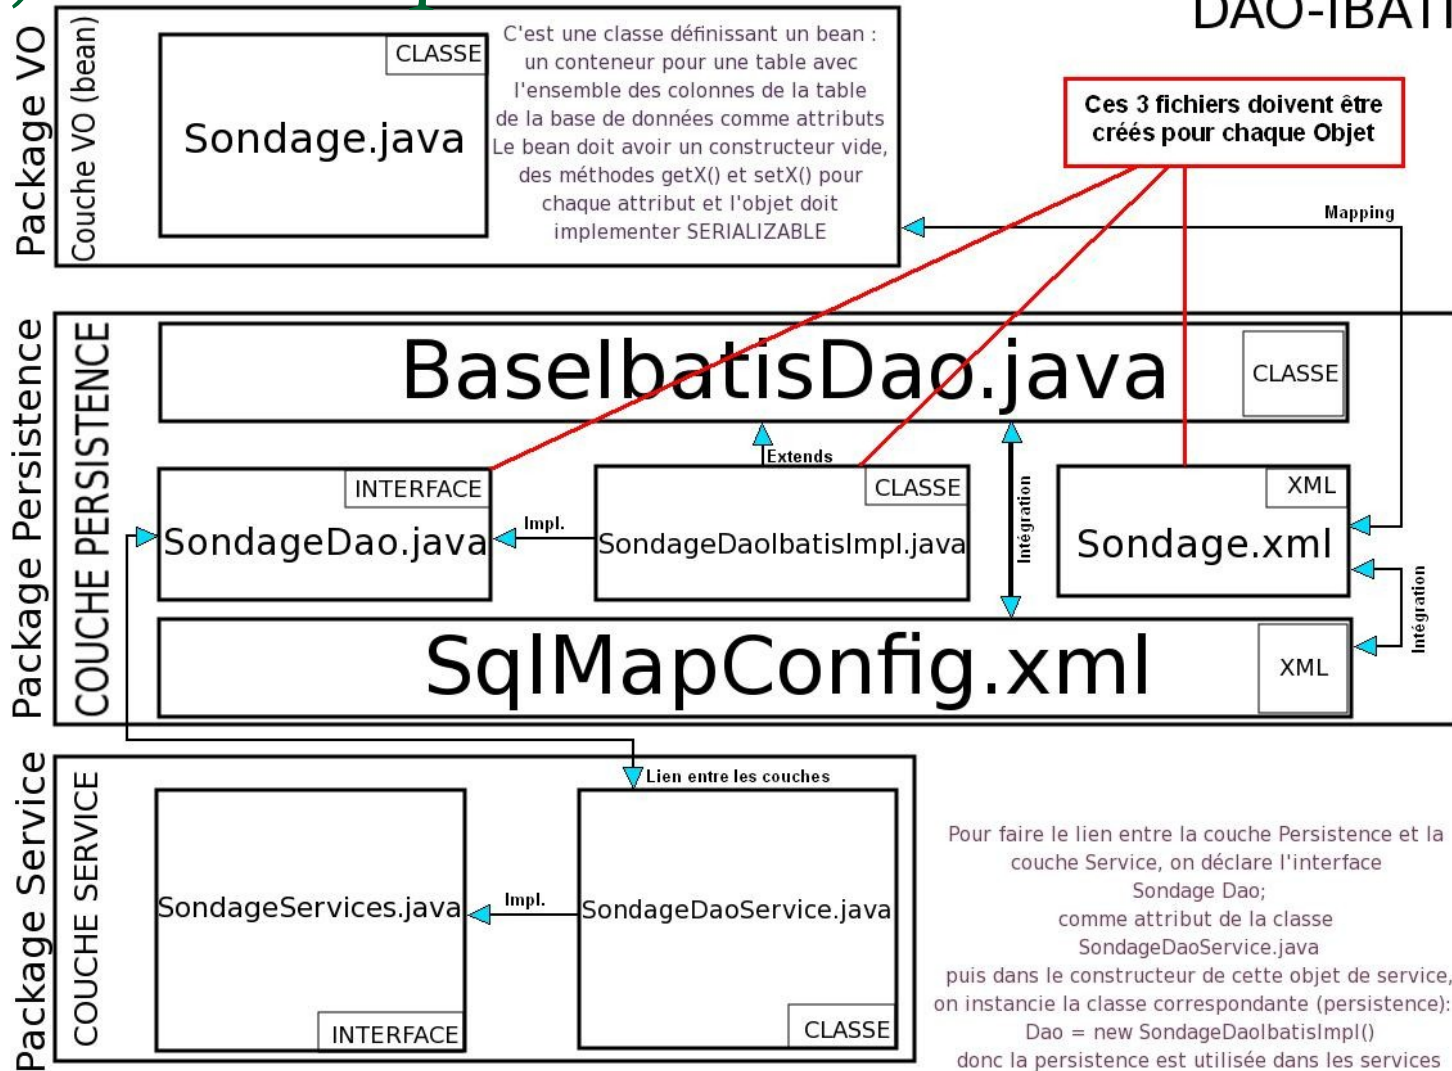 DAO-IBATI
Package VO
Couche VO (bean)
CLASSE
Sondage.java
C'est une classe définissant un bean :
un conteneur pour une table avec
l'ensemble des colonnes de la table
de la base de données comme attributs
Le bean doit avoir un constructeur vide,
des méthodes getX() et setX() pour
chaque attribut et l'objet doit
implementer SERIALIZABLE
Ces 3 fichiers doivent être
créés pour chaque Objet
Mapping
Package Persistence
COUCHE PERSISTENCE
BaseIbatisDao.java
CLASSE
Extends
INTERFACE
SondageDao.java
Impl.
CLASSE
SondageDaoIbatisImpl.java
Intégration
XML
Sondage.xml
Intégration
SqlMapConfig.xml
XML
Package Service
COUCHE SERVICE
Lien entre les couches
SondageServices.java
INTERFACE
Impl.
SondageDaoService.java
CLASSE
Pour faire le lien entre la couche Persistence et la
couche Service, on déclare l'interface
Sondage Dao;
comme attribut de la classe
SondageDaoService.java
puis dans le constructeur de cette objet de service,
on instancie la classe correspondante (persistence):
Dao = new SondageDaoIbatisImpl()
donc la persistence est utilisée dans les services